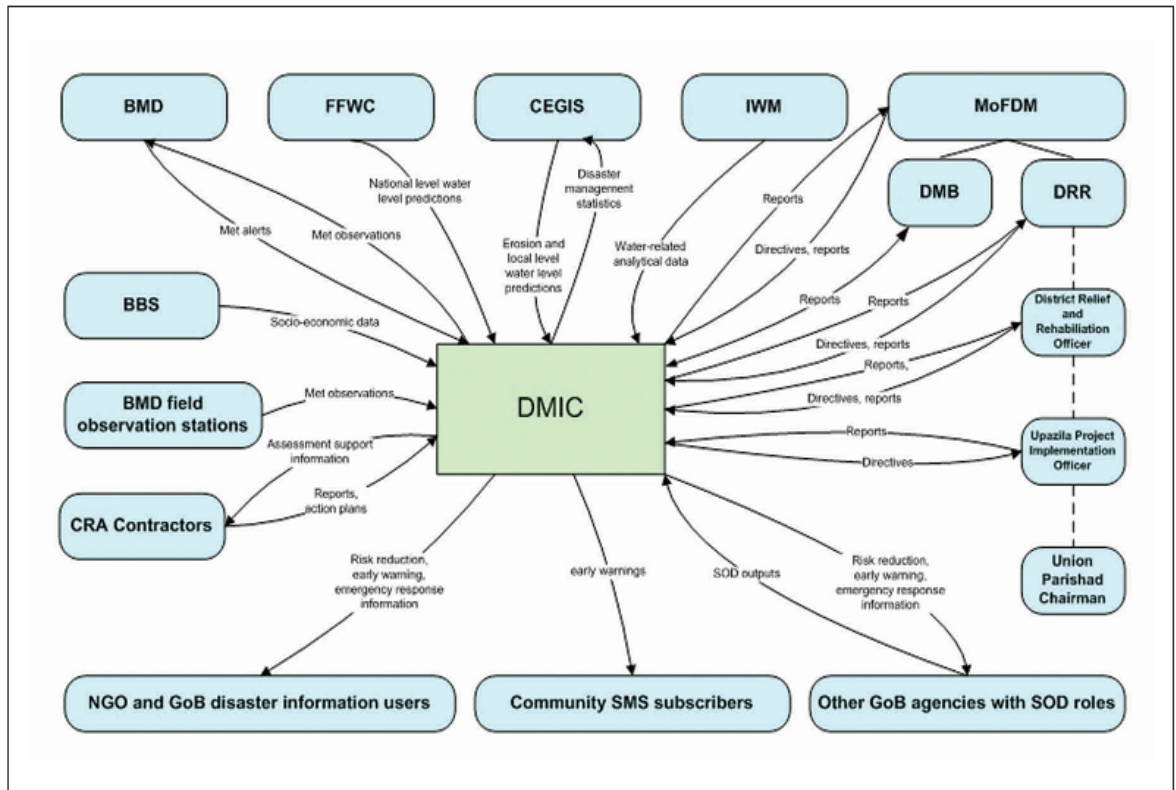 BMD
FFWC
CEGIS
IWM
MoFDM
DMB
DRR
National level water
level predictions
Disaster
management
statistics
Reports
Met alerts
Met observations
Erosion and
local level
water level
predictions
Water-related
analytical data
Directives, reports
BBS
Socio-economic data
Reports
Reports
District Relief
and
Rehabiliation
Officer
Directives, reports
Reports,
DMIC
BMD field
observation stations
Met observations
Directives, reports
Assessment support
information
Reports
Directives
Upazila Project
Implementation
Officer
CRA Contractors
Reports,
action plans
Risk reduction,
early warning,
emergency response
information
early warnings
SOD outputs
Risk reduction,
early warning,
emergency response
information
Union
Parishad
Chairman
NGO and GoB disaster information users
Community SMS subscribers
Other GoB agencies with SOD roles